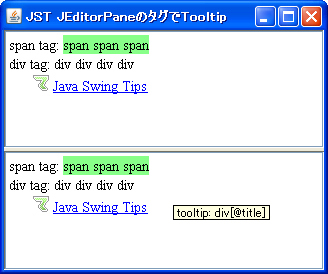 JST JEditorPaneのタグでTooltip
span tag: span span span
div tag: div div div div
Java Swing Tips
span tag: span span span
div tag: div div div div
Java Swing Tips
tooltip: div[@title]